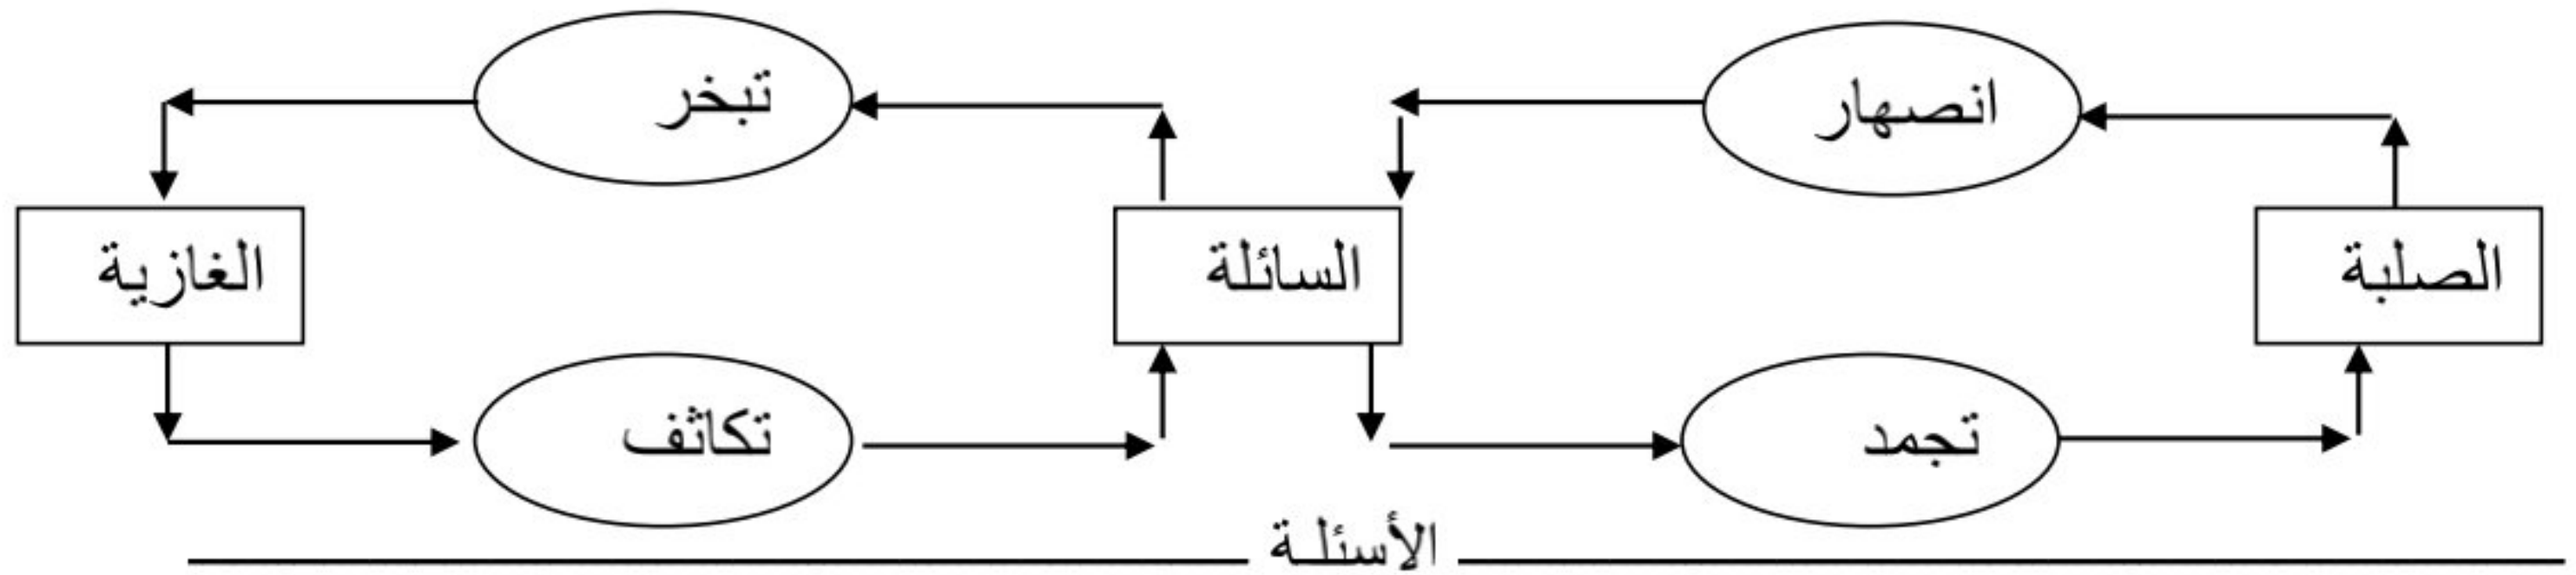 انصهار
تبخر
الصلبة
السائلة
الغازية
تجمد
تكاثف
الأسئلة